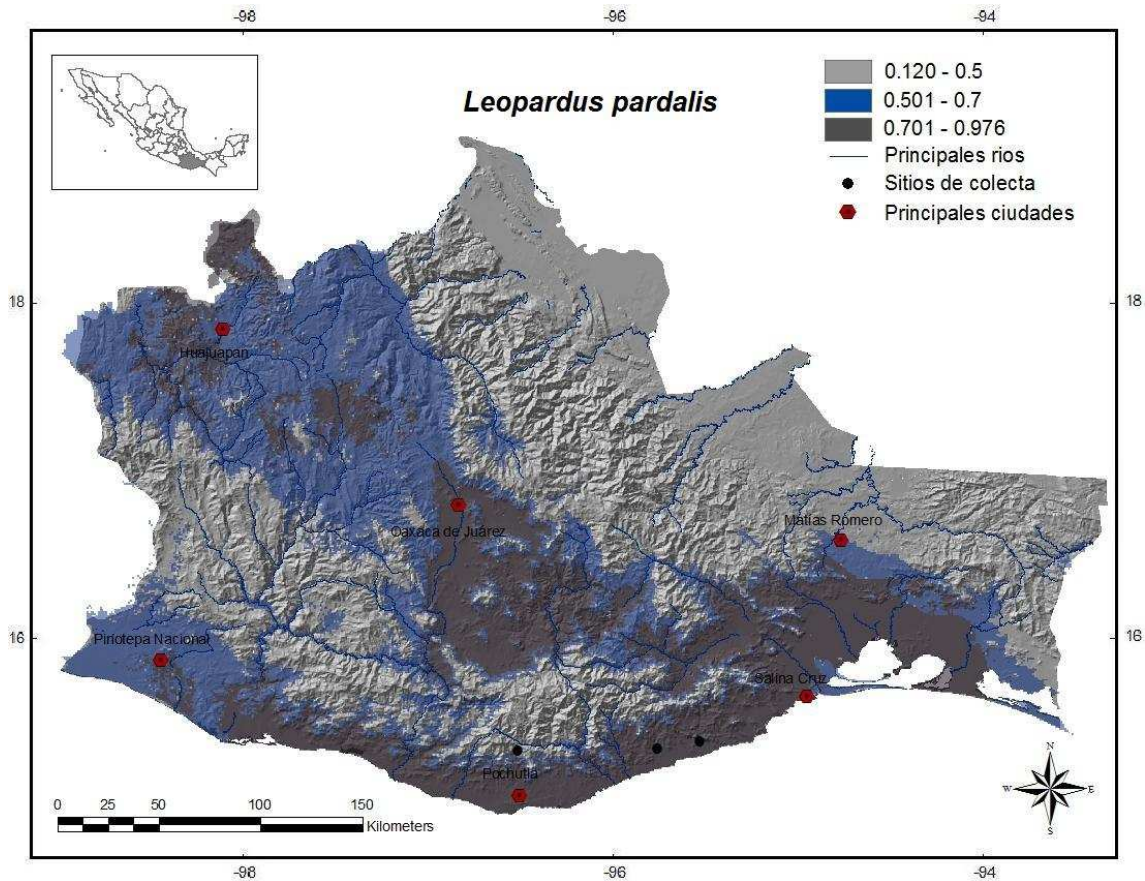 -98 -96 -94
Leopardus pardalis
0.120 - 0.5
0.501 - 0.7
0.701 - 0.976
Principales rios
Sitios de colecta
Principales ciudades
18 18
Huajuapan
Oaxaca de Juárez
Matías Romero
16 16
Piriotepa Nacional
Salina Cruz
Pochutla
N
W E
S
0 25 50 100 150
Kilometers
-98 -96 -94